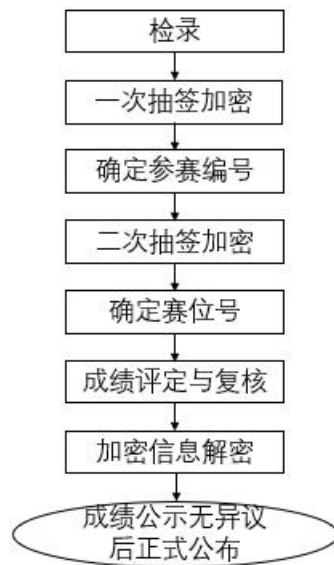 检录
一次抽签加密
确定参赛编号
二次抽签加密
确定赛位号
成绩评定与复核
加密信息解密
成绩公示无异议
后正式公布